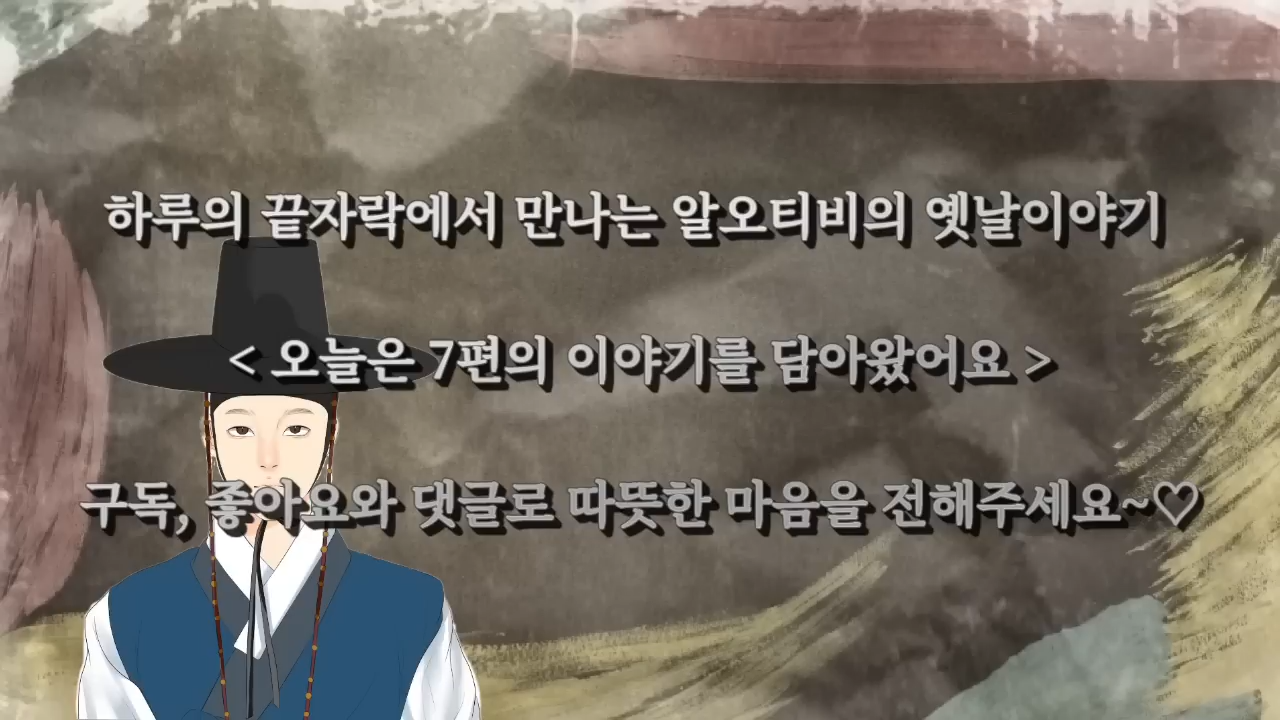 하루의 끝자락에서 만나는 알오티비의 옛날이야기
< 오늘은 7편의 이야기를 담아왔어요 >
구독, 좋아요와 댓글로 따뜻한 마음을 전해주세요~♡